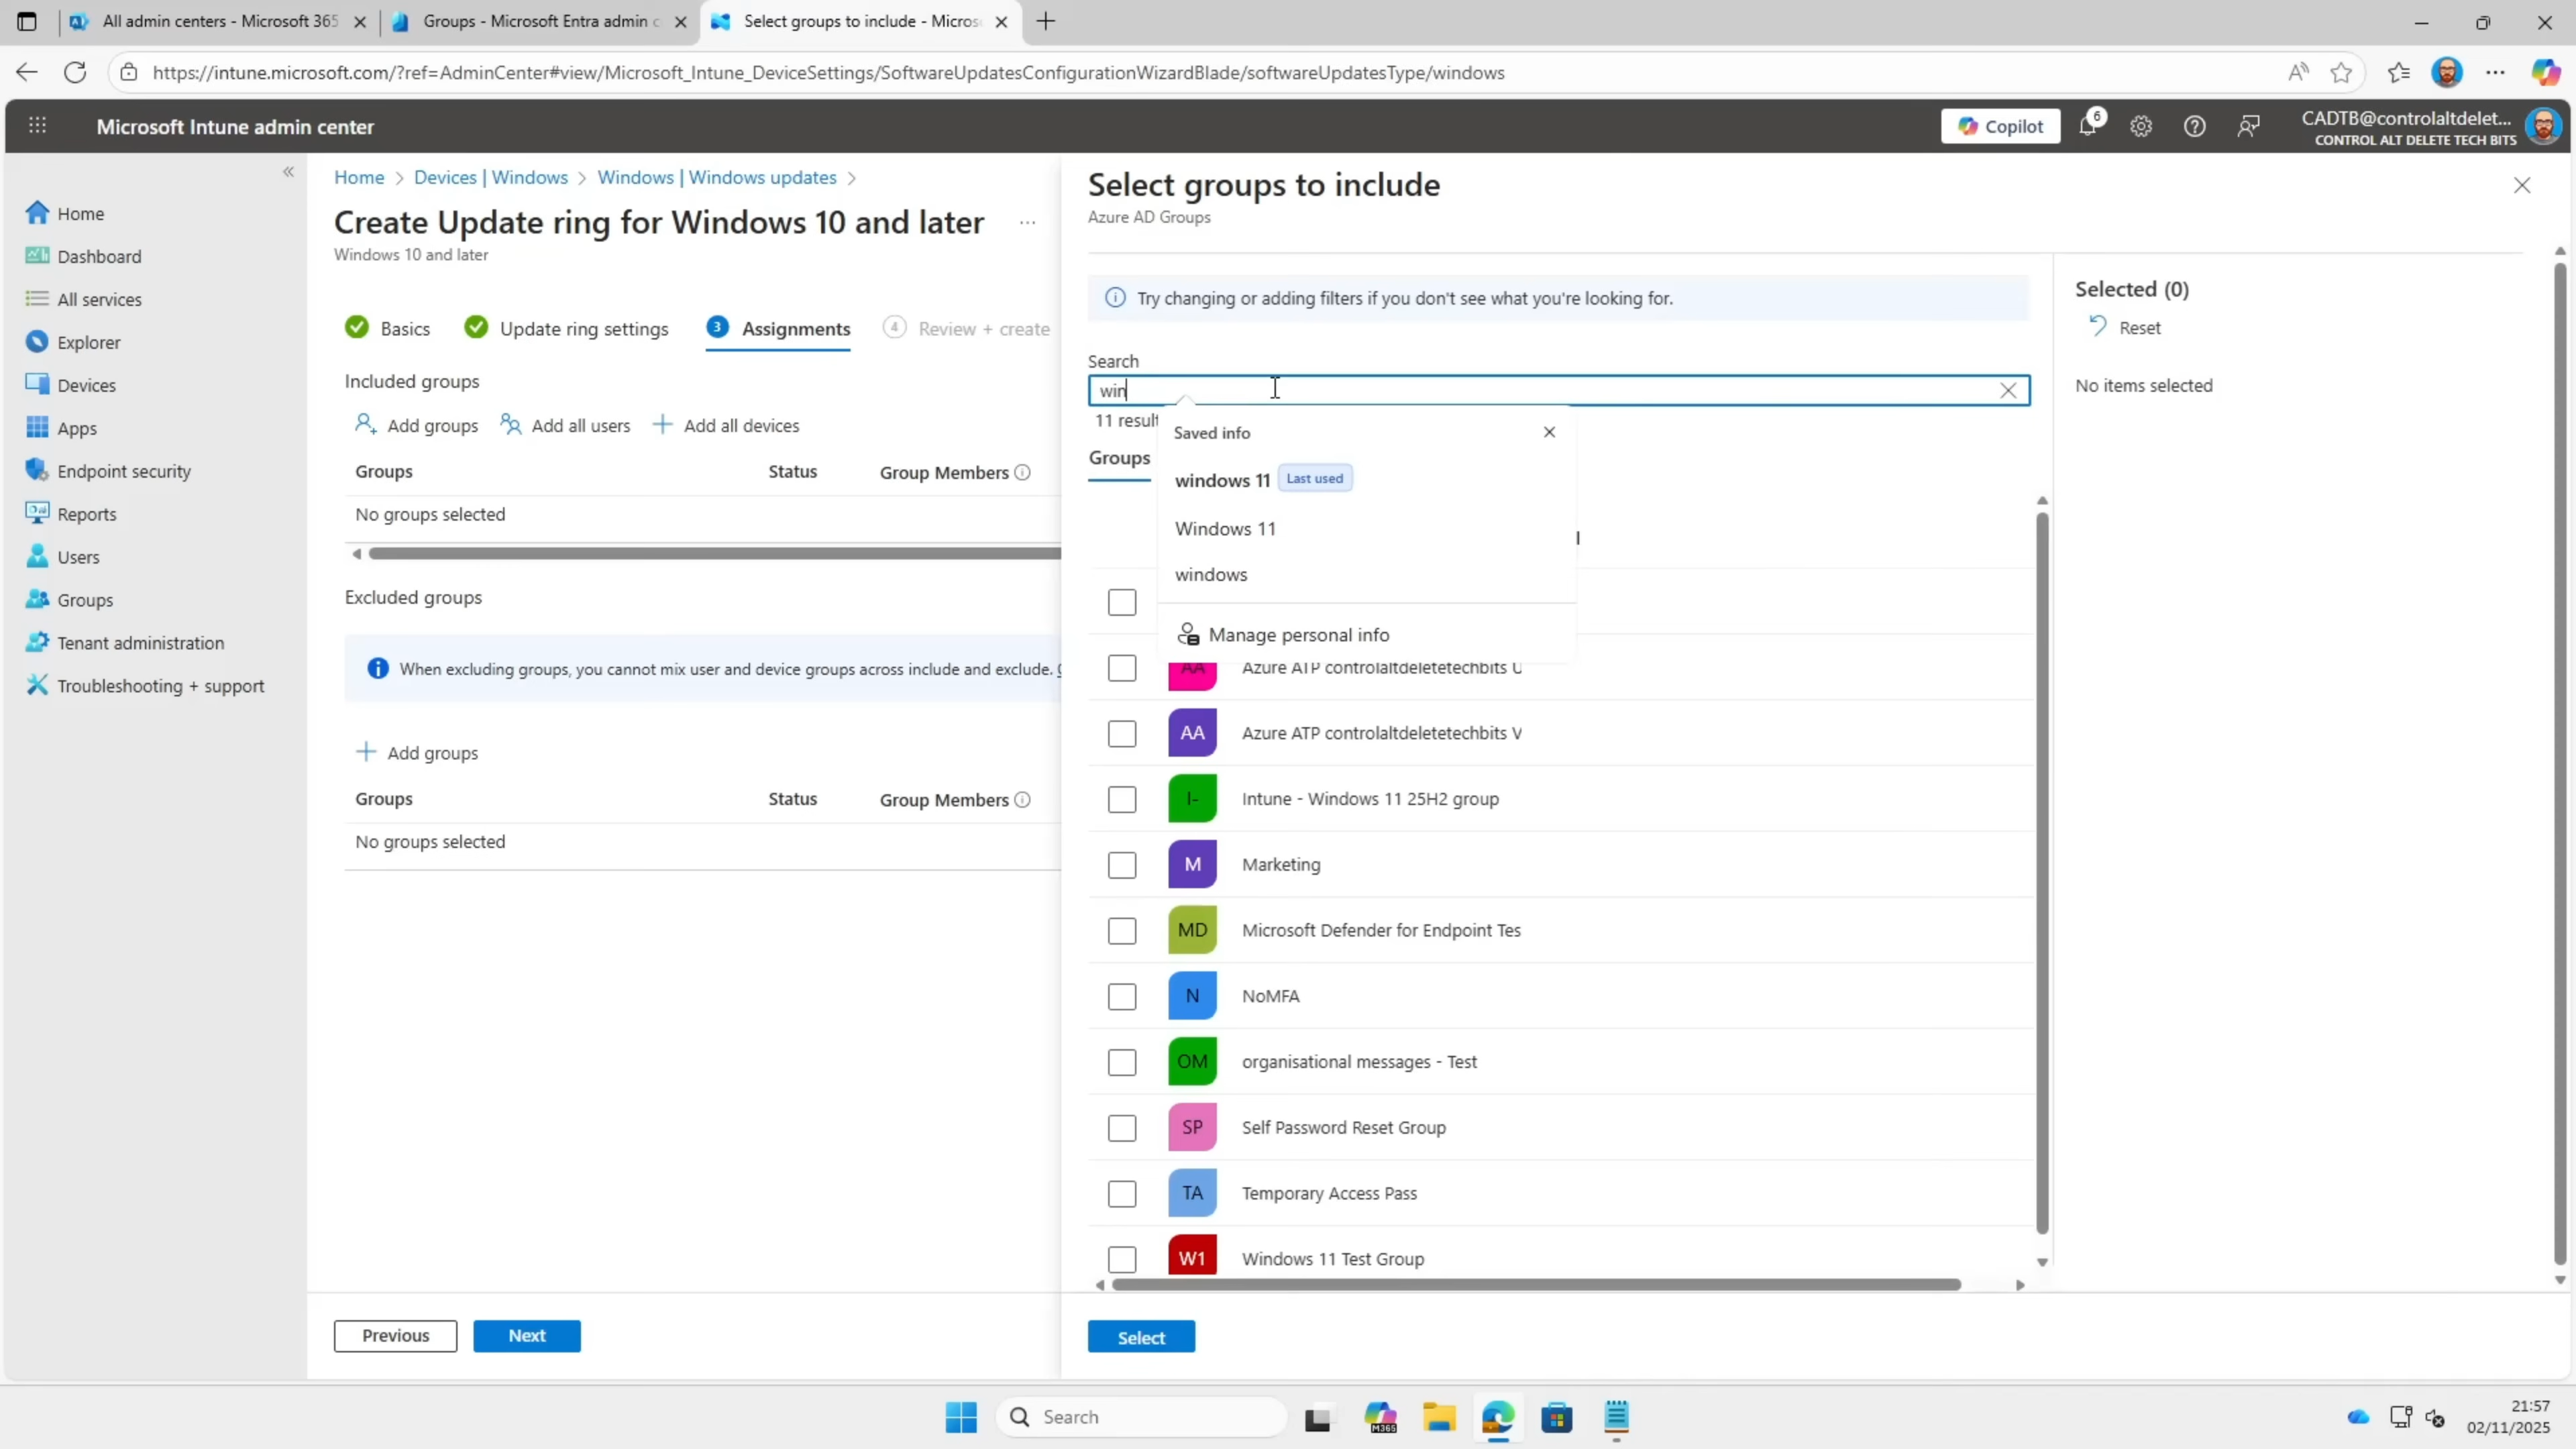 All admin centers - Microsoft 365
Groups - Microsoft Entra admin c
Select groups to include - Micros
https://intune.microsoft.com/?ref=AdminCenter#view/Microsoft_Intune_DeviceSettings/SoftwareUpdatesConfigurationWizardBlade/softwareUpdatesType/windows
Microsoft Intune admin center
Copilot
6
CADTB@controlaltdelet...
CONTROL ALT DELETE TECH BITS
Home
Dashboard
All services
Explorer
Devices
Apps
Endpoint security
Reports
Users
Groups
Tenant administration
Troubleshooting + support
Home > Devices | Windows > Windows | Windows updates >
Create Update ring for Windows 10 and later ...
Windows 10 and later
Basics
Update ring settings
3 Assignments
4 Review + create
Included groups
Add groups
Add all users
Add all devices
Groups Status Group Members
No groups selected
Excluded groups
When excluding groups, you cannot mix user and device groups across include and exclude.
Add groups
Groups Status Group Members
No groups selected
Previous
Next
Select groups to include
Azure AD Groups
Try changing or adding filters if you don't see what you're looking for.
Search
win
11 result
Groups
Saved info
windows 11 Last used
Windows 11
windows
Manage personal info
AA Azure ATP controlaltdeletetechbits U
AA Azure ATP controlaltdeletetechbits V
I- Intune - Windows 11 25H2 group
M Marketing
MD Microsoft Defender for Endpoint Tes
N NoMFA
OM organisational messages - Test
SP Self Password Reset Group
TA Temporary Access Pass
W1 Windows 11 Test Group
Select
Selected (0)
Reset
No items selected
Search
M365
21:57
02/11/2025